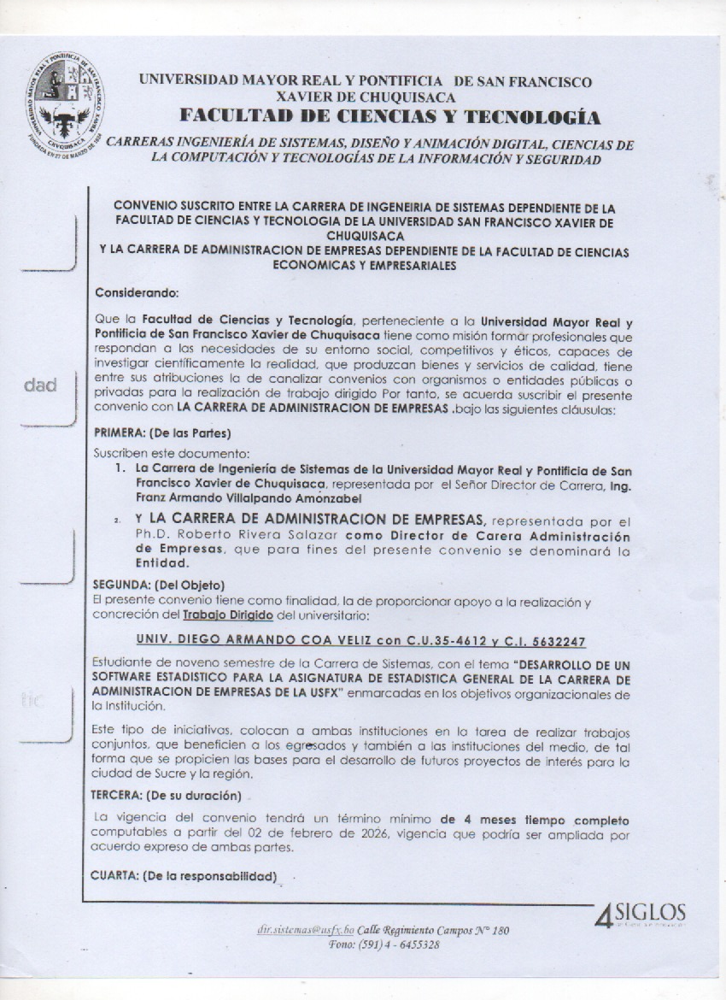 UNIVERSIDAD MAYOR REAL Y PONTIFICIA DE SAN FRANCISCO
XAVIER DE CHUQUISACA
FACULTAD DE CIENCIAS Y TECNOLOGÍA
CARRERAS INGENIERÍA DE SISTEMAS, DISEÑO Y ANIMACIÓN DIGITAL, CIENCIAS DE
LA COMPUTACIÓN Y TECNOLOGÍAS DE LA INFORMACIÓN Y SEGURIDAD
UNIVERSIDAD MAYOR REAL Y PONTIFICIA DE SAN FRANCISCO XAVIER
CHUQUISACA
FUNDADA EN 27 DE MARZO DE 1624
CONVENIO SUSCRITO ENTRE LA CARRERA DE INGENEIRIA DE SISTEMAS DEPENDIENTE DE LA
FACULTAD DE CIENCIAS Y TECNOLOGIA DE LA UNIVERSIDAD SAN FRANCISCO XAVIER DE
CHUQUISACA
Y LA CARRERA DE ADMINISTRACION DE EMPRESAS DEPENDIENTE DE LA FACULTAD DE CIENCIAS
ECONOMICAS Y EMPRESARIALES
Considerando:
Que la Facultad de Ciencias y Tecnología, perteneciente a la Universidad Mayor Real y
Pontificia de San Francisco Xavier de Chuquisaca tiene como misión formar profesionales que
respondan a las necesidades de su entorno social, competitivos y éticos, capaces de
investigar científicamente la realidad, que produzcan bienes y servicios de calidad, tiene
entre sus atribuciones la de canalizar convenios con organismos o entidades públicas o
privadas para la realización de trabajo dirigido Por tanto, se acuerda suscribir el presente
convenio con LA CARRERA DE ADMINISTRACION DE EMPRESAS .bajo las siguientes cláusulas:
dad
PRIMERA: (De las Partes)
Suscriben este documento:
1. La Carrera de Ingeniería de Sistemas de la Universidad Mayor Real y Pontificia de San
Francisco Xavier de Chuquisaca, representada por el Señor Director de Carrera, Ing.
Franz Armando Villalpando Amonzabel
2. Y LA CARRERA DE ADMINISTRACION DE EMPRESAS, representada por el
Ph.D. Roberto Rivera Salazar como Director de Carera Administración
de Empresas, que para fines del presente convenio se denominará la
Entidad.
SEGUNDA: (Del Objeto)
El presente convenio tiene como finalidad, la de proporcionar apoyo a la realización y
concreción del Trabajo Dirigido del universitario:
UNIV. DIEGO ARMANDO COA VELIZ con C.U.35-4612 y C.I. 5632247
Estudiante de noveno semestre de la Carrera de Sistemas, con el tema "DESARROLLO DE UN
SOFTWARE ESTADISTICO PARA LA ASIGNATURA DE ESTADISTICA GENERAL DE LA CARRERA DE
ADMINISTRACION DE EMPRESAS DE LA USFX" enmarcadas en los objetivos organizacionales de
la Institución.
tic
Este tipo de iniciativas, colocan a ambas instituciones en la tarea de realizar trabajos
conjuntos, que beneficien a los egresados y también a las instituciones del medio, de tal
forma que se propicien las bases para el desarrollo de futuros proyectos de interés para la
ciudad de Sucre y la región.
TERCERA: (De su duración)
La vigencia del convenio tendrá un término mínimo de 4 meses tiempo completo
computables a partir del 02 de febrero de 2026, vigencia que podría ser ampliada por
acuerdo expreso de ambas partes.
CUARTA: (De la responsabilidad)
4 SIGLOS
dir.sistemas@usfx.bo Calle Regimiento Campos N° 180
Fono: (591) 4 - 6455328